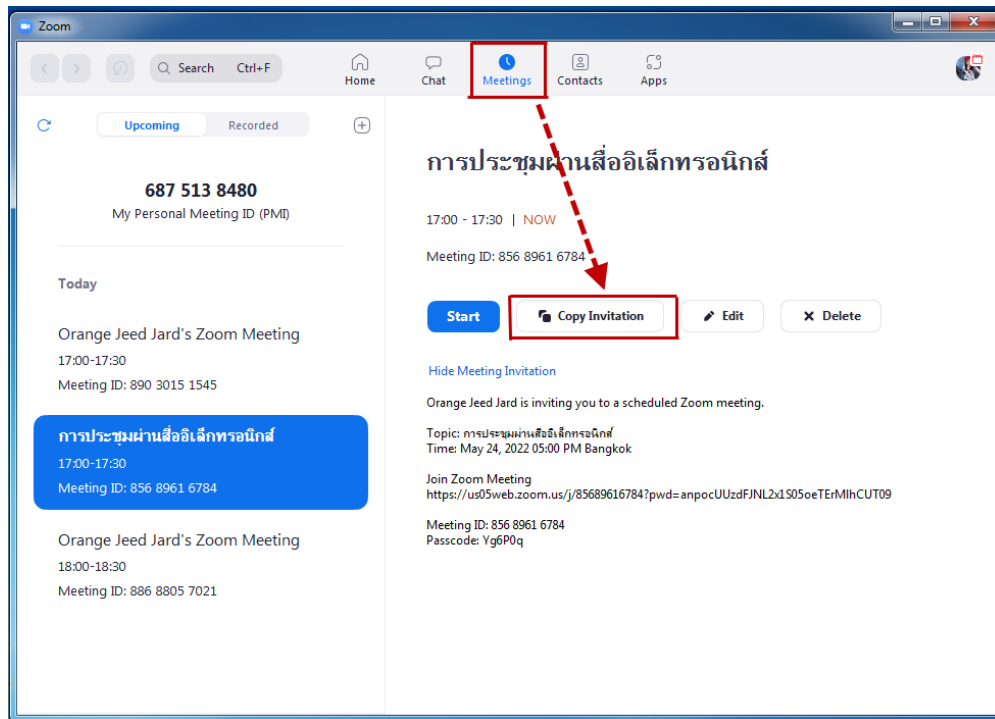 Zoom
Search Ctrl+F
Home
Chat
Meetings
Contacts
Apps
Upcoming
Recorded
687 513 8480
My Personal Meeting ID (PMI)
Today
Orange Jeed Jard's Zoom Meeting
17:00-17:30
Meeting ID: 890 3015 1545
การประชุมผ่านสื่ออิเล็กทรอนิกส์
17:00-17:30
Meeting ID: 856 8961 6784
Orange Jeed Jard's Zoom Meeting
18:00-18:30
Meeting ID: 886 8805 7021
การประชุมผ่านสื่ออิเล็กทรอนิกส์
17:00 - 17:30 | NOW
Meeting ID: 856 8961 6784
Start
Copy Invitation
Edit
Delete
Hide Meeting Invitation
Orange Jeed Jard is inviting you to a scheduled Zoom meeting.
Topic: การประชุมผ่านสื่ออิเล็กทรอนิกส์
Time: May 24, 2022 05:00 PM Bangkok
Join Zoom Meeting
https://us05web.zoom.us/j/85689616784?pwd=anpocUUzdFJNL2x1S05oeTErMlhCUT09
Meeting ID: 856 8961 6784
Passcode: Yg6P0q